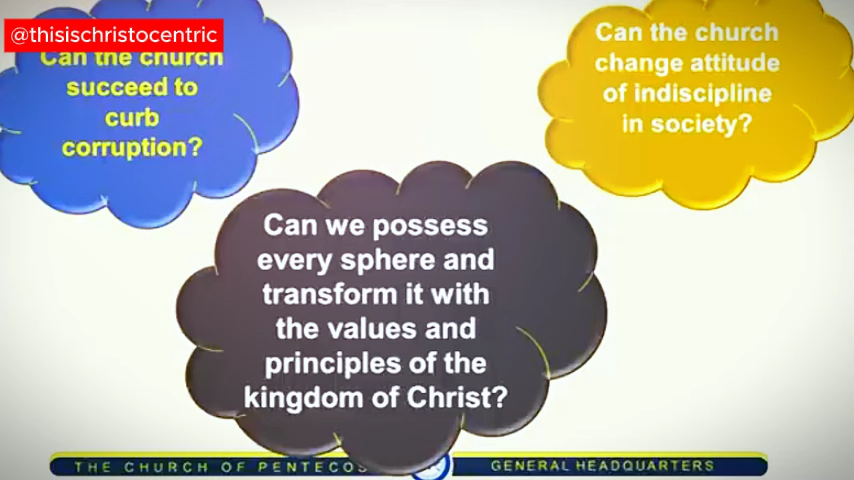 @thisischristocentric
Can the church
succeed to
curb
corruption?
Can the church
change attitude
of indiscipline
in society?
Can we possess
every sphere and
transform it with
the values and
principles of the
kingdom of Christ?
THE CHURCH OF PENTECOS
GENERAL HEADQUARTERS